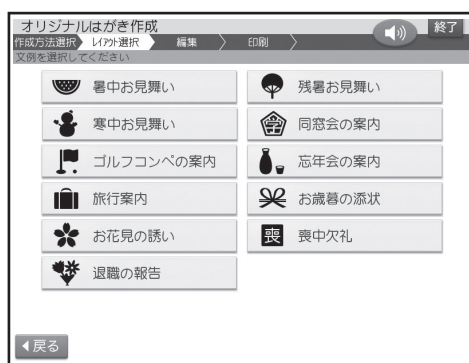 オリジナルはがき作成
終了
作成方法選択 ﾚｲｱｳﾄ選択 編集 印刷
文例を選択してください
暑中お見舞い
残暑お見舞い
寒中お見舞い
同窓会の案内
ゴルフコンペの案内
忘年会の案内
旅行案内
お歳暮の添状
お花見の誘い
喪
喪中欠礼
退職の報告
戻る